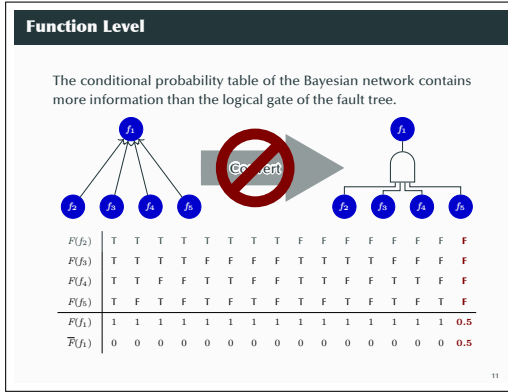 Function Level
The conditional probability table of the Bayesian network contains
more information than the logical gate of the fault tree.
f₁
f₁
Convert
f₂ f₃ f₄ f₅
f₂ f₃ f₄ f₅
F(f₂) T T T T T T T T F F F F F F F F
F(f₃) T T T T F F F F T T T T F F F F
F(f₄) T T F F T T F F T T F F T T F F
F(f₅) T F T F T F T F T F T F T F T F
F(f₁) 1 1 1 1 1 1 1 1 1 1 1 1 1 1 1 0.5
F̅(f₁) 0 0 0 0 0 0 0 0 0 0 0 0 0 0 0 0.5
11